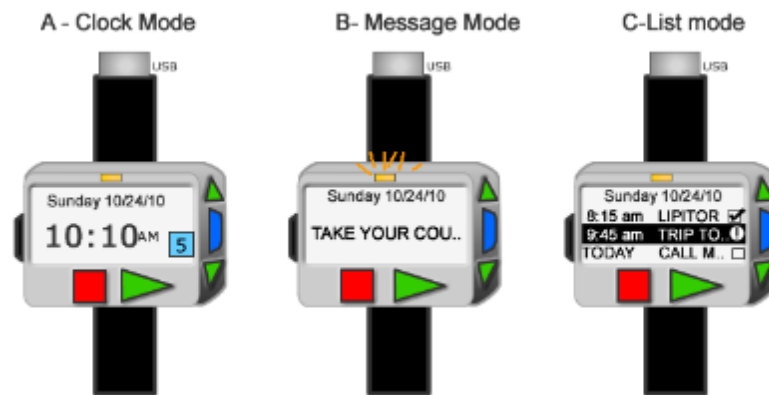 A - Clock Mode
B- Message Mode
C-List mode
USB
USB
USB
Sunday 10/24/10
10:10AM
5
Sunday 10/24/10
TAKE YOUR COU..
Sunday 10/24/10
8:15 am LIPITOR
9:45 am TRIP TO..
TODAY CALL M..